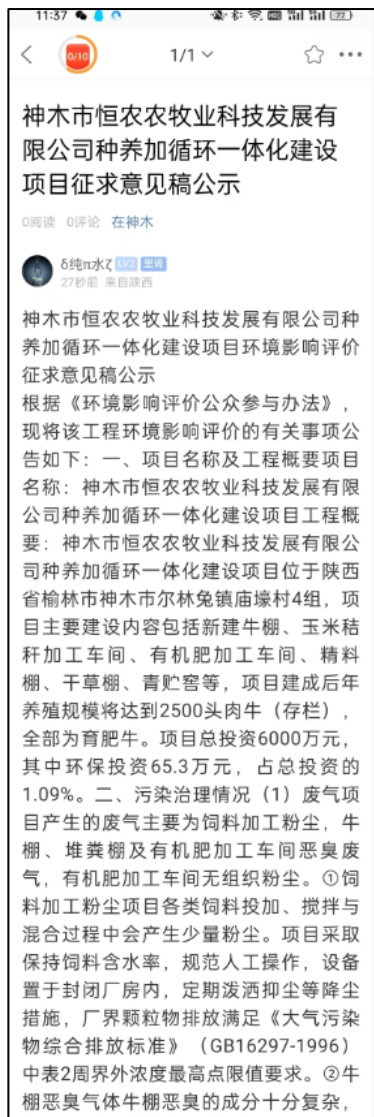 11:37
72
0/10
1/1
神木市恒农农牧业科技发展有
限公司种养加循环一体化建设
项目征求意见稿公示
0阅读 0评论 在神木
δ纯π水ζ LV2 里 
27秒前 来自陕西
神木市恒农农牧业科技发展有限公司种
养加循环一体化建设项目环境影响评价
征求意见稿公示
根据《环境影响评价公众参与办法》，
现将该工程环境影响评价的有关事项公
告如下：一、项目名称及工程概要项目
名称：神木市恒农农牧业科技发展有限
公司种养加循环一体化建设项目工程概
要：神木市恒农农牧业科技发展有限公
司种养加循环一体化建设项目位于陕西
省榆林市神木市尔林兔镇庙壕村4组，项
目主要建设内容包括新建牛棚、玉米秸
秆加工车间、有机肥加工车间、精料
棚、干草棚、青贮窖等，项目建成后年
养殖规模将达到2500头肉牛（存栏），
全部为育肥牛。项目总投资6000万元，
其中环保投资65.3万元，占总投资的
1.09%。二、污染治理情况（1）废气项
目产生的废气主要为饲料加工粉尘，牛
棚、堆粪棚及有机肥加工车间恶臭废
气，有机肥加工车间无组织粉尘。①饲
料加工粉尘项目各类饲料投加、搅拌与
混合过程中会产生少量粉尘。项目采取
保持饲料含水率，规范人工操作，设备
置于封闭厂房内，定期泼洒抑尘等降尘
措施，厂界颗粒物排放满足《大气污染
物综合排放标准》（GB16297-1996）
中表2周界外浓度最高点限值要求。②牛
棚恶臭气体牛棚恶臭的成分十分复杂，